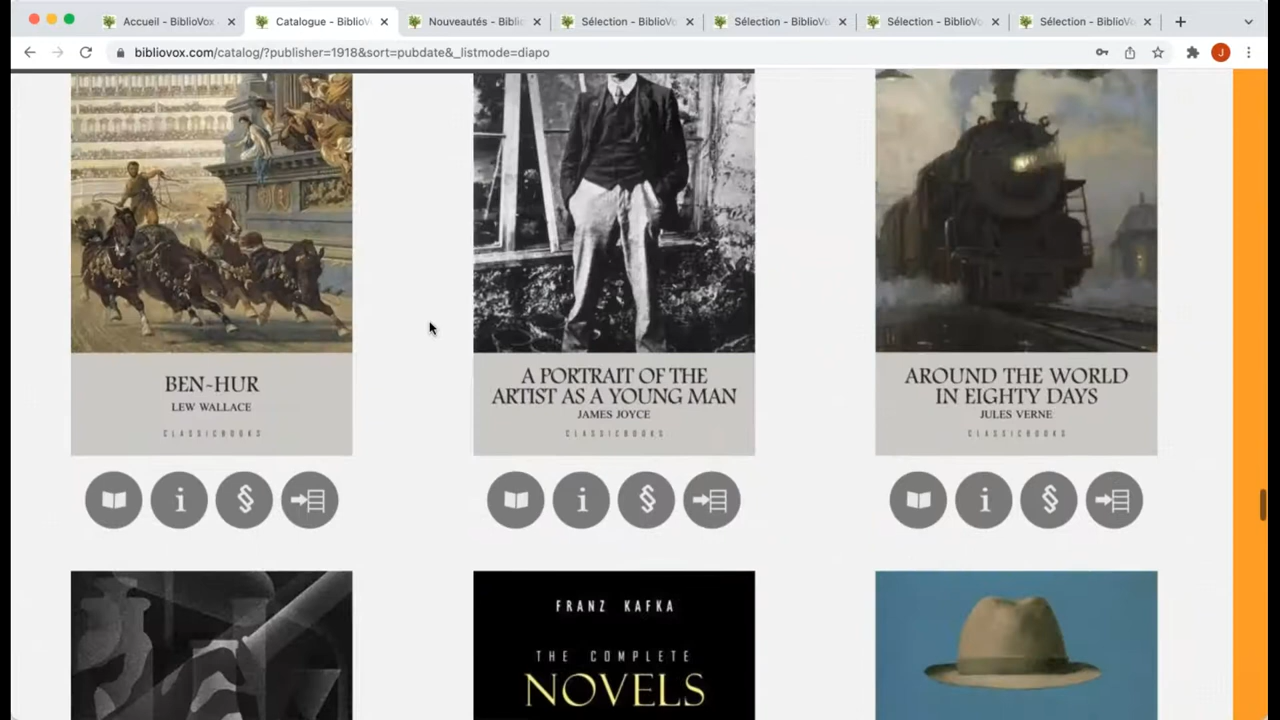 Accueil - BiblioVox
Catalogue - BiblioV
Nouveautés - Biblio
Sélection - BiblioVo
Sélection - BiblioVo
Sélection - BiblioVo
Sélection - BiblioVo
bibliovox.com/catalog/?publisher=1918&sort=pubdate&_listmode=diapo
J
BEN-HUR
LEW WALLACE
CLASSICBOOKS
A PORTRAIT OF THE
ARTIST AS A YOUNG MAN
JAMES JOYCE
CLASSICBOOKS
AROUND THE WORLD
IN EIGHTY DAYS
JULES VERNE
CLASSICBOOKS
i §
i §
i §
FRANZ KAFKA
THE COMPLETE
NOVELS